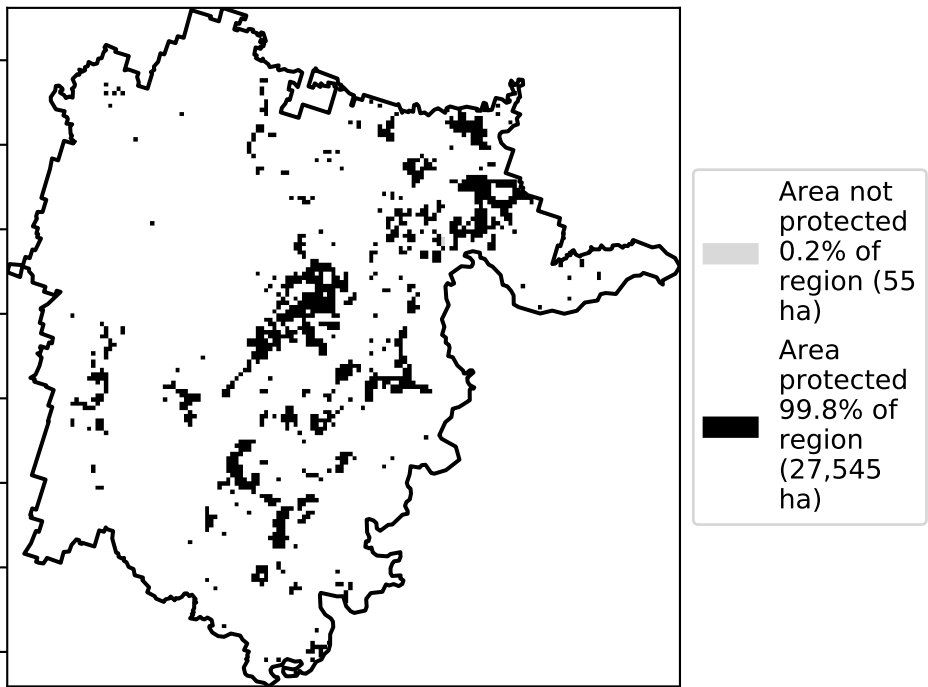 Area not
protected
0.2% of
region (55
ha)
Area
protected
99.8% of
region
(27,545
ha)